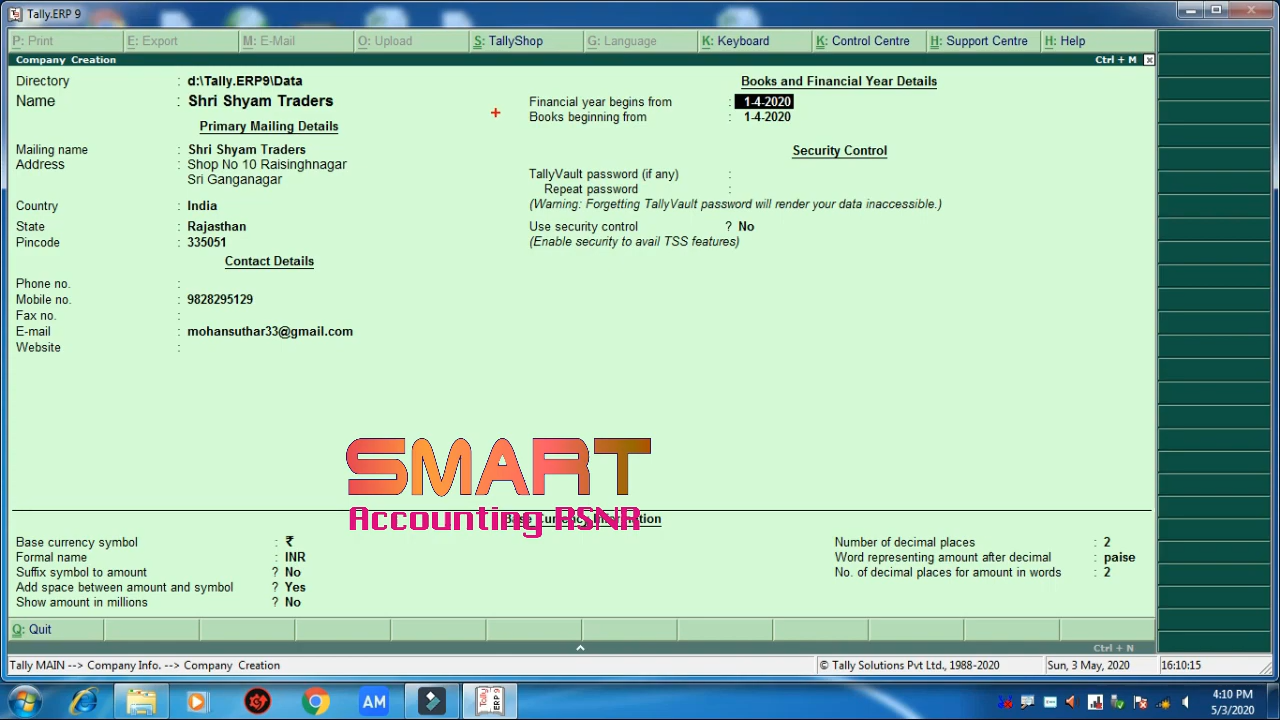 Tally.ERP 9
P: Print E: Export M: E-Mail O: Upload S: TallyShop G: Language K: Keyboard K: Control Centre H: Support Centre H: Help
Company Creation Ctrl + M
Directory : d:\Tally.ERP9\Data
Name : Shri Shyam Traders
Primary Mailing Details
Mailing name : Shri Shyam Traders
Address : Shop No 10 Raisinghnagar
Sri Ganganagar
Country : India
State : Rajasthan
Pincode : 335051
Contact Details
Phone no. :
Mobile no. : 9828295129
Fax no. :
E-mail : mohansuthar33@gmail.com
Website :
Books and Financial Year Details
Financial year begins from : 1-4-2020
Books beginning from : 1-4-2020
Security Control
TallyVault password (if any) :
Repeat password :
(Warning: Forgetting TallyVault password will render your data inaccessible.)
Use security control ? No
(Enable security to avail TSS features)
SMART
Accounting RSNR
Base Currency Information
Base currency symbol : ₹
Formal name : INR
Suffix symbol to amount ? No
Add space between amount and symbol ? Yes
Show amount in millions ? No
Number of decimal places : 2
Word representing amount after decimal : paise
No. of decimal places for amount in words : 2
Q: Quit
Ctrl + N
Tally MAIN --> Company Info. --> Company Creation © Tally Solutions Pvt Ltd., 1988-2020 Sun, 3 May, 2020 16:10:15
AM
Tally ERP 9
4:10 PM
5/3/2020